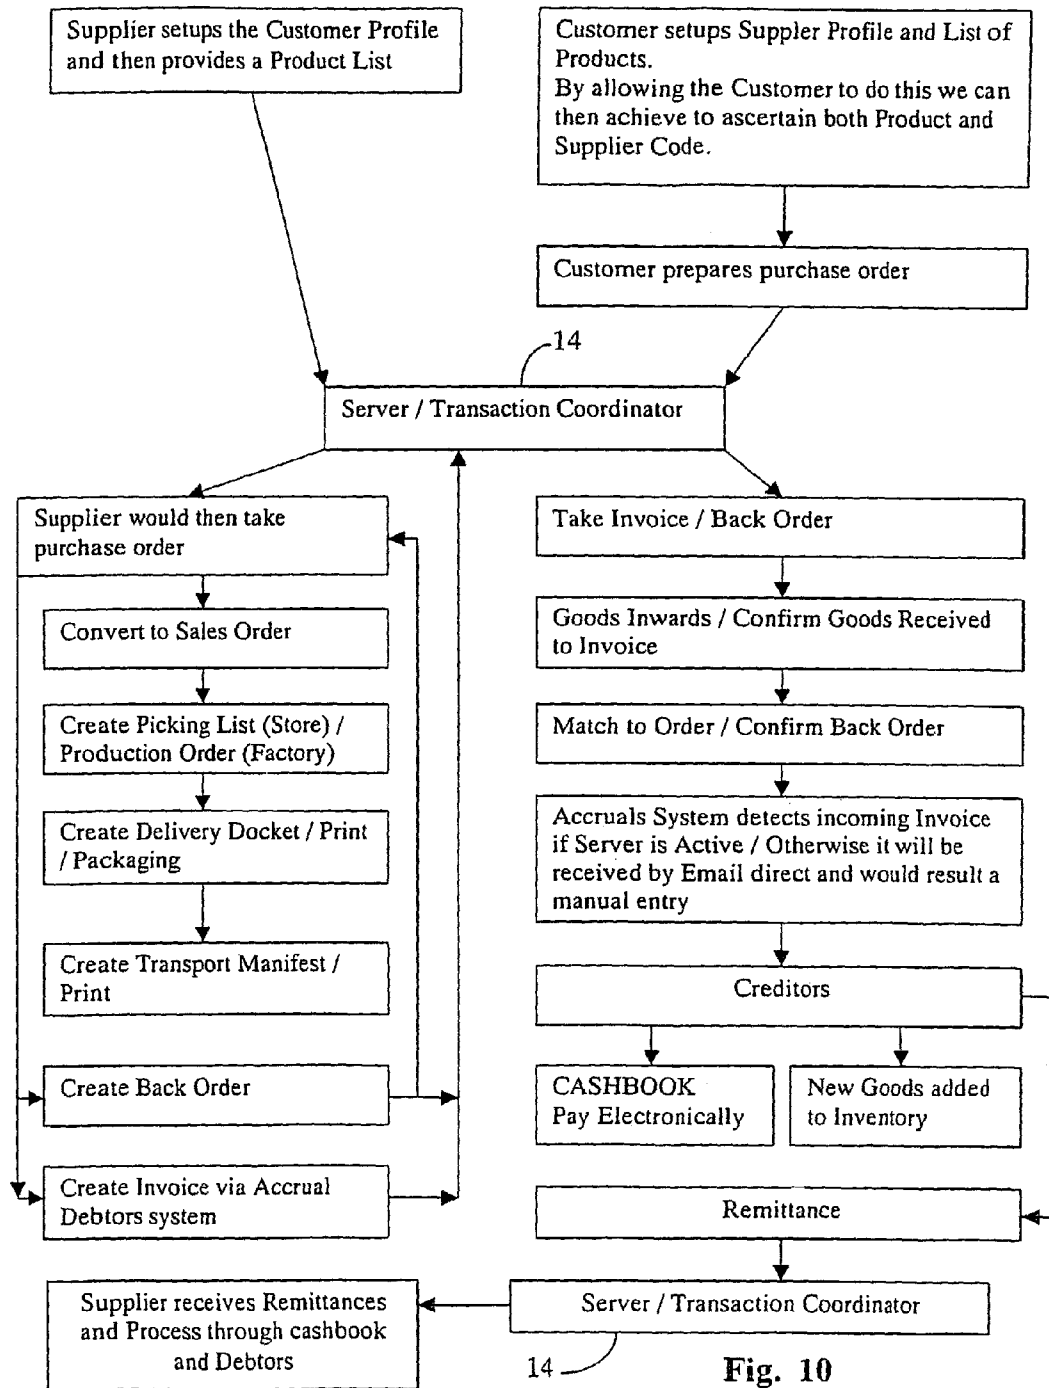 Supplier setups the Customer Profile
and then provides a Product List
Customer setups Suppler Profile and List of
Products.
By allowing the Customer to do this we can
then achieve to ascertain both Product and
Supplier Code.
Customer prepares purchase order
14
Server / Transaction Coordinator
Supplier would then take
purchase order
Convert to Sales Order
Create Picking List (Store) /
Production Order (Factory)
Create Delivery Docket / Print
/ Packaging
Create Transport Manifest /
Print
Create Back Order
Create Invoice via Accrual
Debtors system
Take Invoice / Back Order
Goods Inwards / Confirm Goods Received
to Invoice
Match to Order / Confirm Back Order
Accruals System detects incoming Invoice
if Server is Active / Otherwise it will be
received by Email direct and would result a
manual entry
Creditors
CASHBOOK
Pay Electronically
New Goods added
to Inventory
Remittance
Server / Transaction Coordinator
Supplier receives Remittances
and Process through cashbook
and Debtors
14
Fig. 10